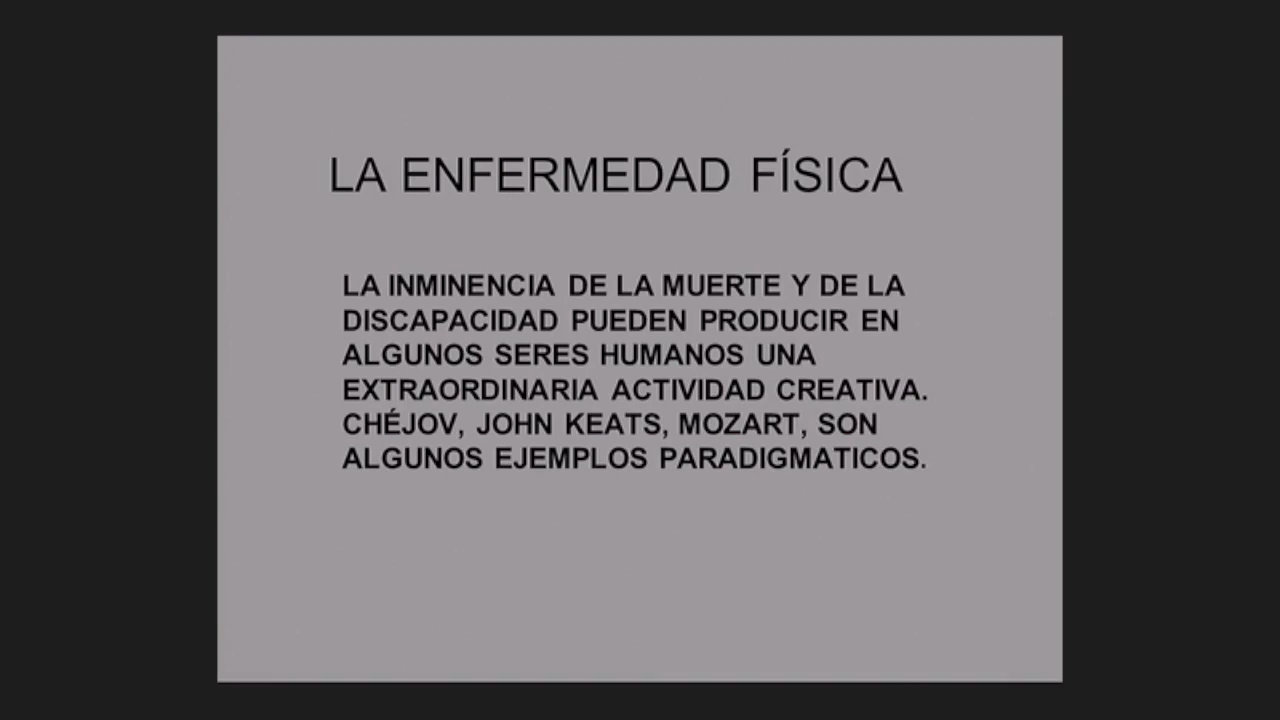 LA ENFERMEDAD FÍSICA
LA INMINENCIA DE LA MUERTE Y DE LA
DISCAPACIDAD PUEDEN PRODUCIR EN
ALGUNOS SERES HUMANOS UNA
EXTRAORDINARIA ACTIVIDAD CREATIVA.
CHÉJOV, JOHN KEATS, MOZART, SON
ALGUNOS EJEMPLOS PARADIGMATICOS.